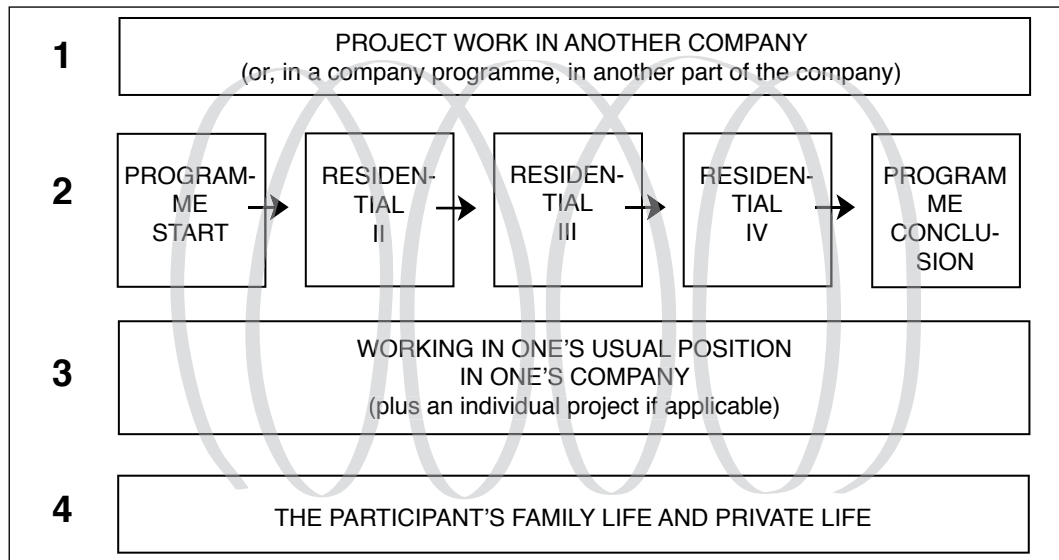 1
PROJECT WORK IN ANOTHER COMPANY
(or, in a company programme, in another part of the company)
2
PROGRAM-
ME
START
RESIDEN-
TIAL
II
RESIDEN-
TIAL
III
RESIDEN-
TIAL
IV
PROGRAM
ME
CONCLU-
SION
3
WORKING IN ONE'S USUAL POSITION
IN ONE'S COMPANY
(plus an individual project if applicable)
4
THE PARTICIPANT'S FAMILY LIFE AND PRIVATE LIFE